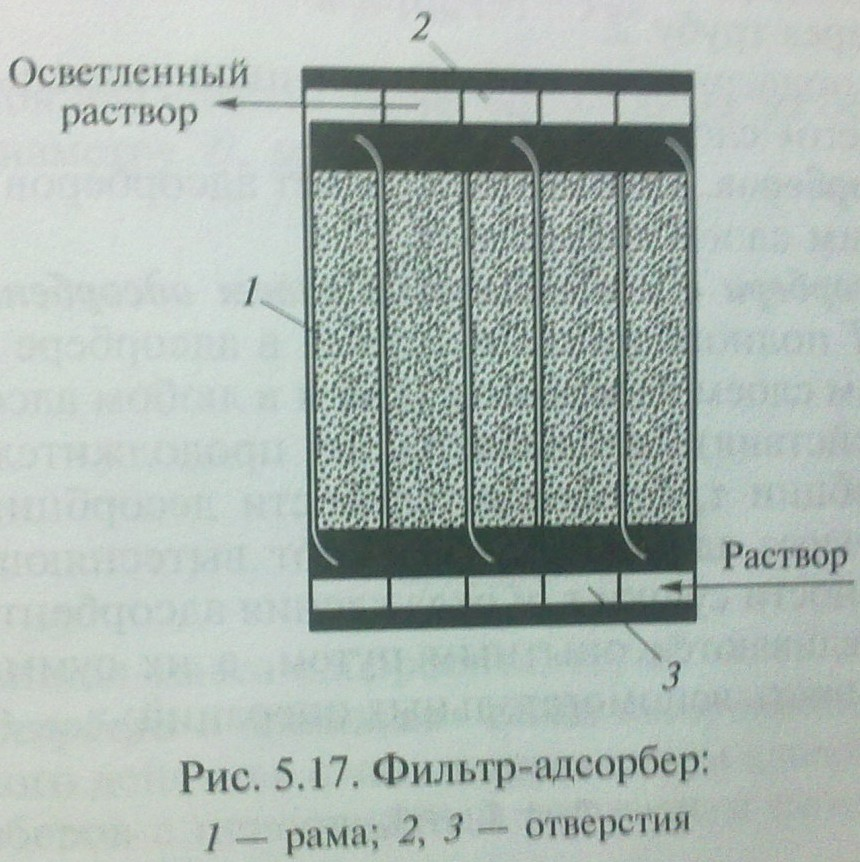 2
Осветленный
раствор
1
Раствор
3
Рис. 5.17. Фильтр-адсорбер:
1 — рама; 2, 3 — отверстия